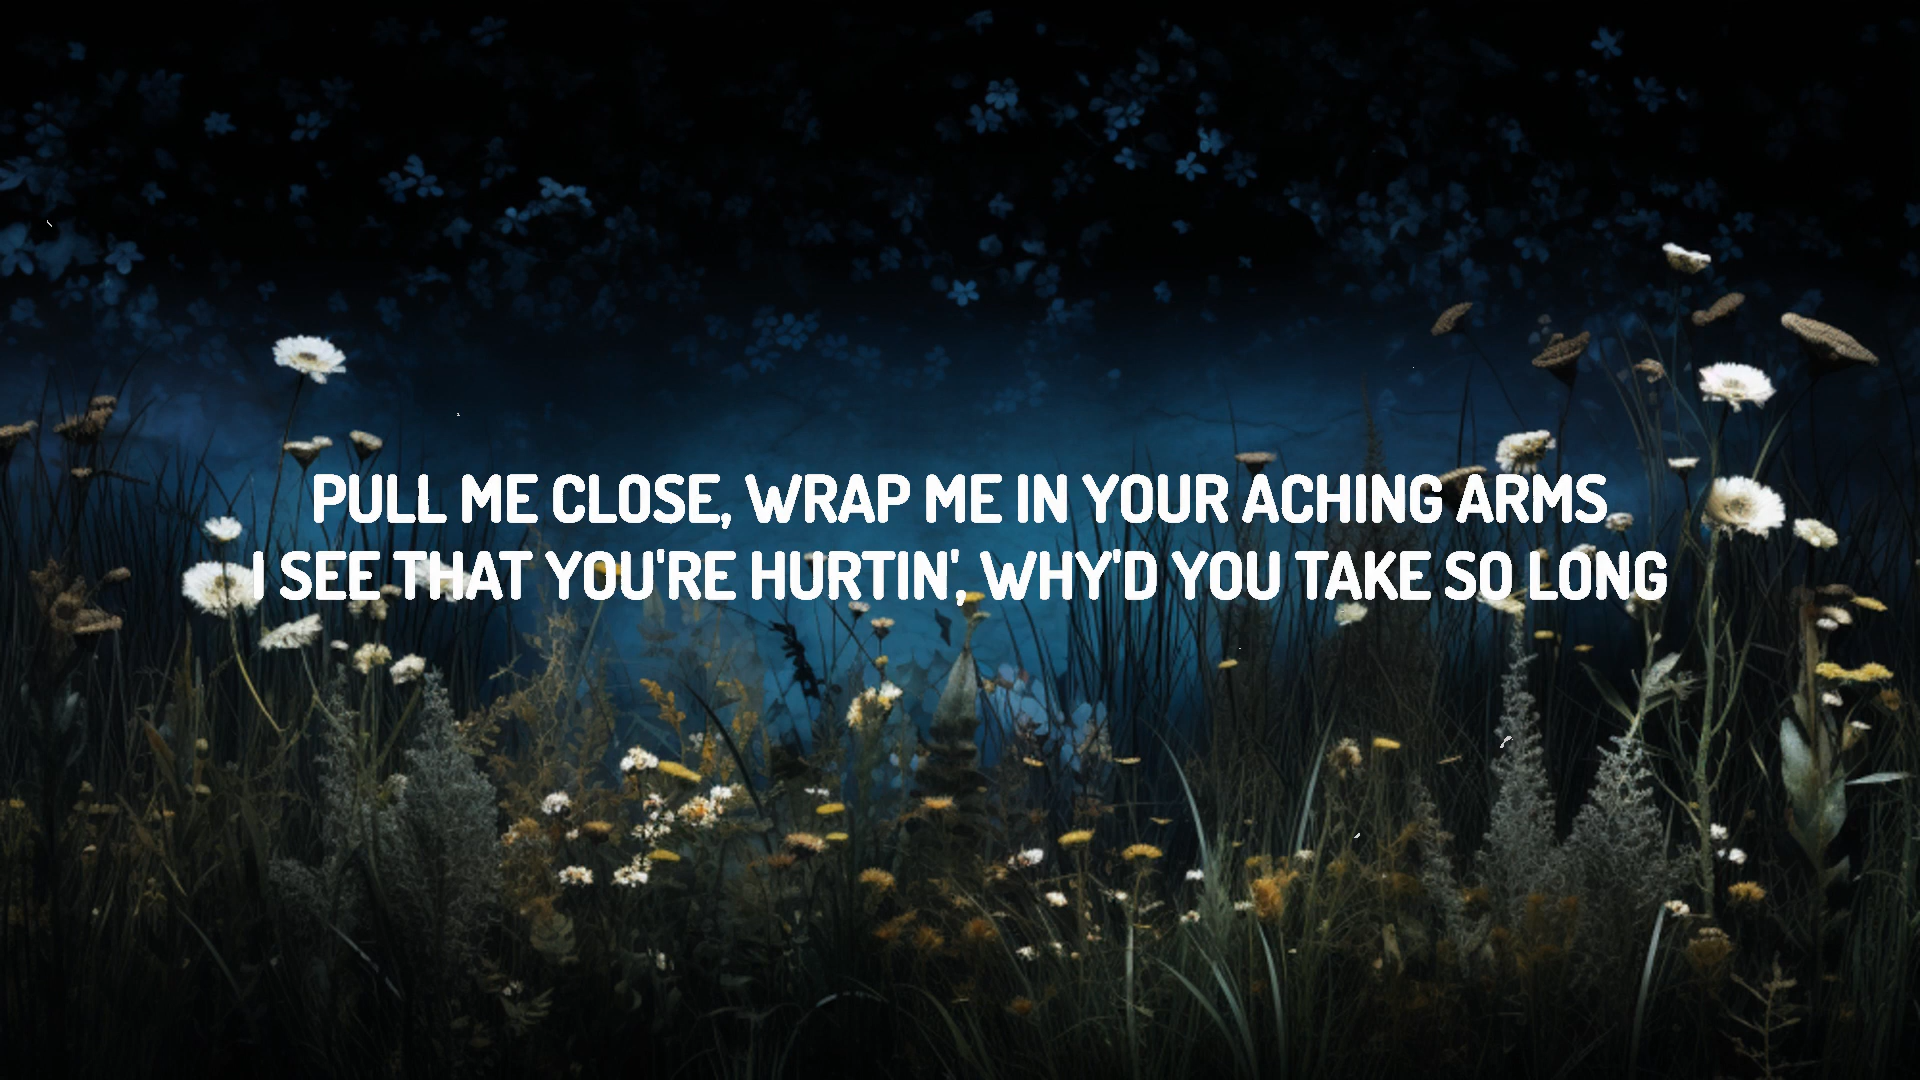 PULL ME CLOSE, WRAP ME IN YOUR ACHING ARMS
I SEE THAT YOU'RE HURTIN', WHY'D YOU TAKE SO LONG